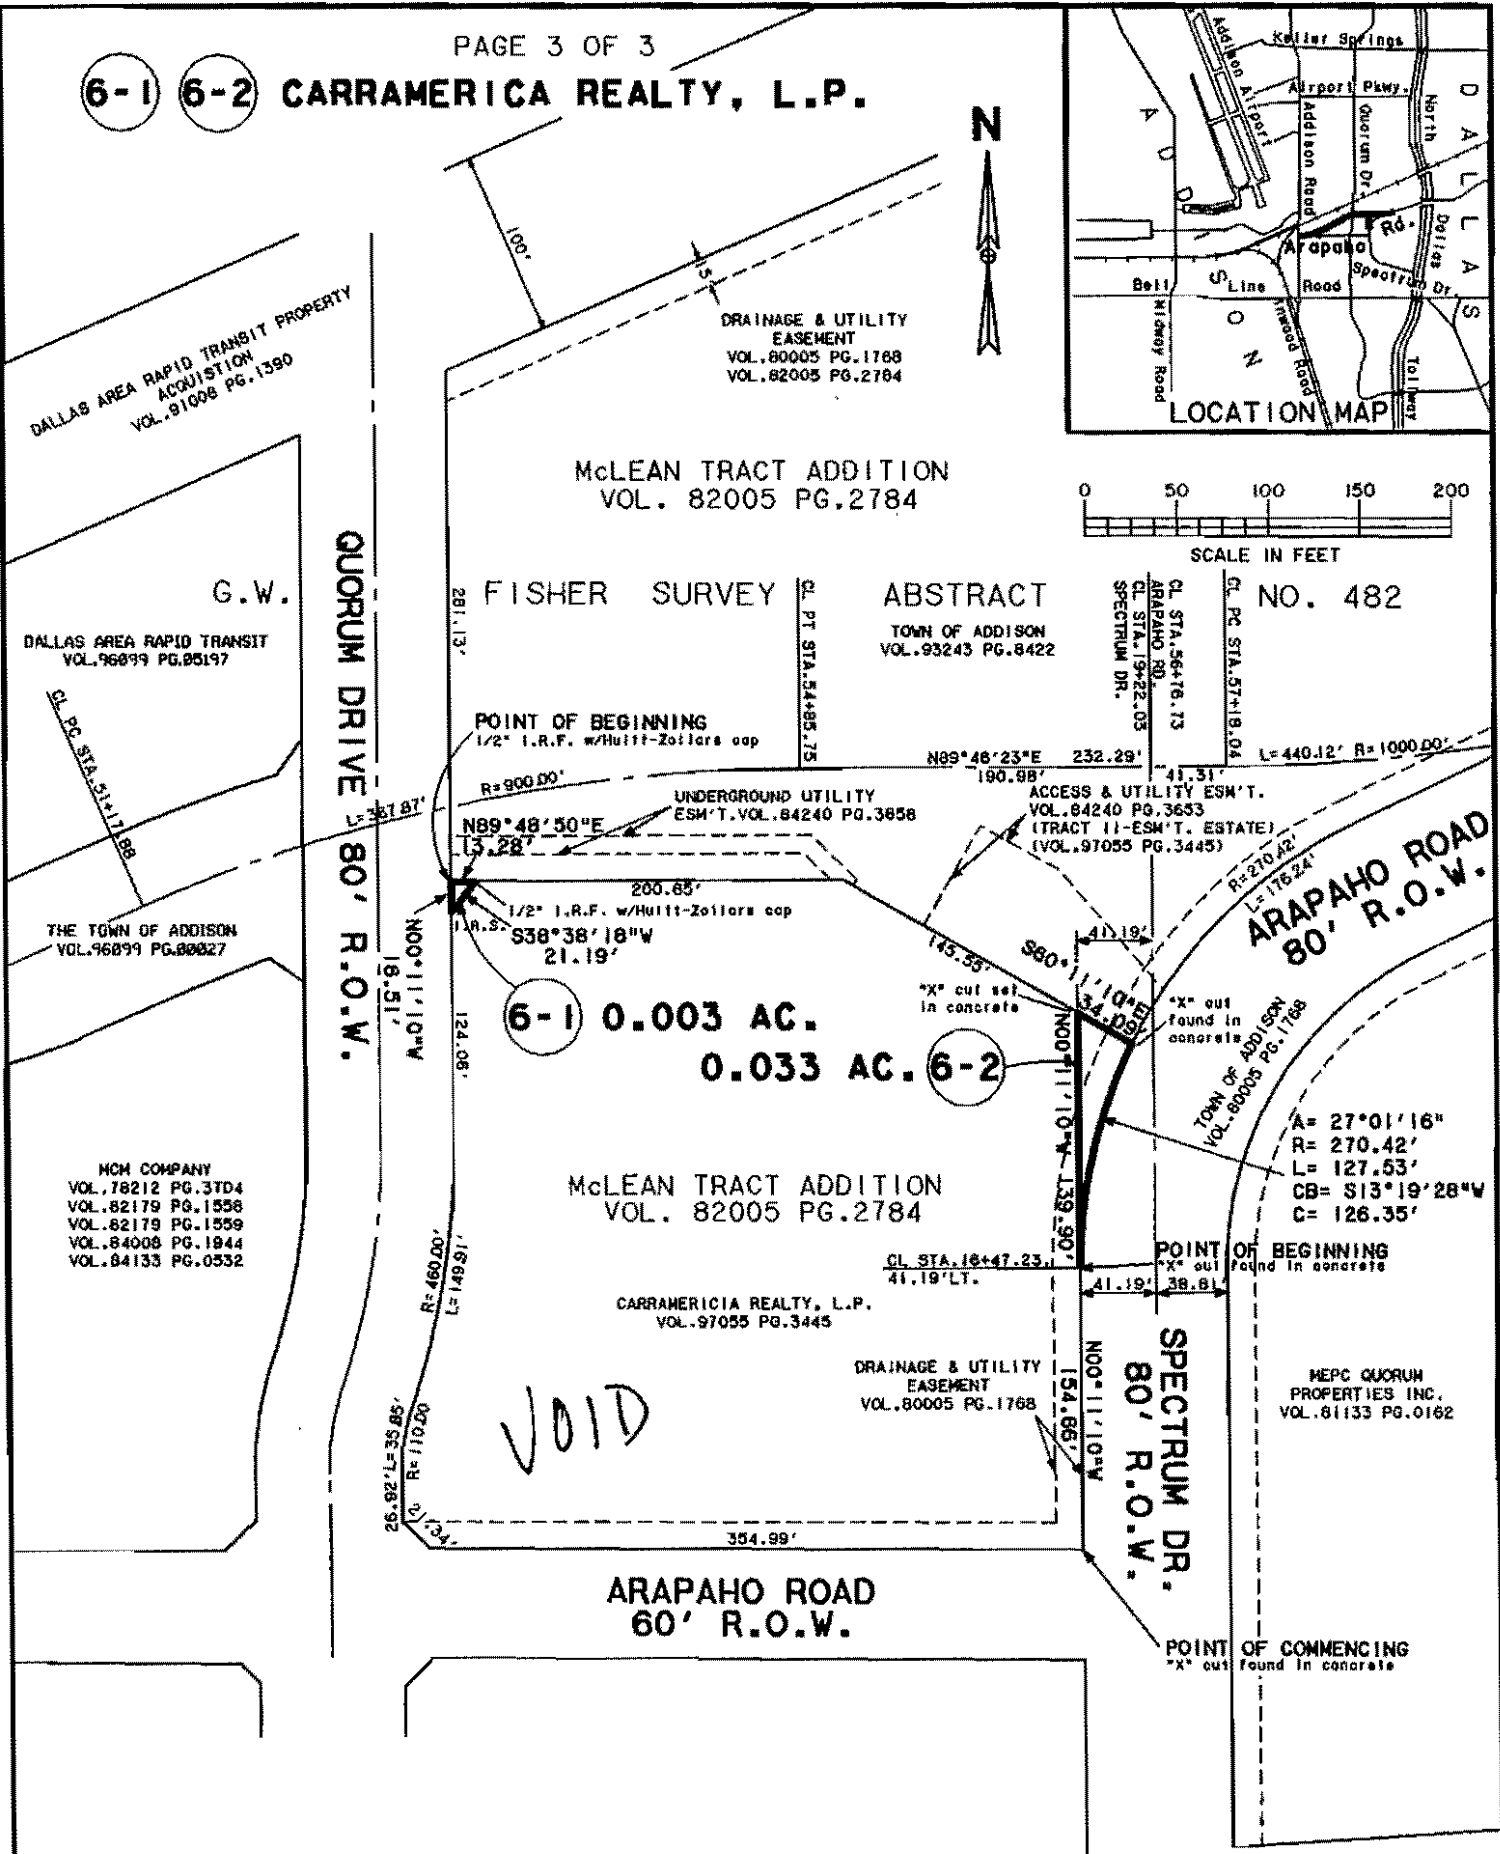 PAGE 3 OF 3
6-1 6-2 CARRAMERICA REALTY, L.P.
N
Keller Springs
Addison Airport
Airport Pkwy.
Addison Road
Quorum Dr.
North
Dallas
Tollway
DALLAS
ADDISON
Arapaho Rd.
Spectrum Dr.
Belt Line Road
Midway Road
Inwood Road
LOCATION MAP
100'
15'
DRAINAGE & UTILITY
EASEMENT
VOL.80005 PG.1768
VOL.82005 PG.2784
DALLAS AREA RAPID TRANSIT PROPERTY
ACQUISTION
VOL.91008 PG.1390
McLEAN TRACT ADDITION
VOL. 82005 PG.2784
0 50 100 150 200
SCALE IN FEET
G.W. FISHER SURVEY ABSTRACT NO. 482
DALLAS AREA RAPID TRANSIT
VOL.96099 PG.05197
QUORUM DRIVE 80' R.O.W.
281.13'
CL PT STA.54+85.75
TOWN OF ADDISON
VOL.93243 PG.8422
CL STA.56+76.73
ARAPAHO RD.
CL STA.19+22.03
SPECTRUM DR.
CL PC STA.57+18.04
CL PC STA.51+17.88
POINT OF BEGINNING
1/2" I.R.F. w/Huitt-Zollars cap
N89°46'23"E 232.29'
190.98' 41.31'
L=440.12' R=1000.00'
R=900.00'
L=367.87'
UNDERGROUND UTILITY
ESM'T.VOL.84240 PG.3658
ACCESS & UTILITY ESM'T.
VOL.84240 PG.3653
(TRACT II-ESM'T. ESTATE)
(VOL.97055 PG.3445)
N89°48'50"E
13.28'
200.65'
1/2" I.R.F. w/Huitt-Zollars cap
I.R.S.
S38°38'18"W
21.19'
N00°11'10"W
16.51'
THE TOWN OF ADDISON
VOL.96099 PG.00027
R=270.42'
L=176.24'
ARAPAHO ROAD
80' R.O.W.
41.19'
145.55'
S60°11'10"E
34.09'
"X" cut set
in concrete
"X" cut
found in
concrete
6-1 0.003 AC.
0.033 AC. 6-2
124.06'
N00°11'10"W 139.90'
TOWN OF ADDISON
VOL.80005 PG.1768
Δ= 27°01'16"
R= 270.42'
L= 127.53'
CB= S13°19'28"W
C= 126.35'
MCM COMPANY
VOL.82179 PG.1558
VOL.82179 PG.1559
VOL.84008 PG.1944
VOL.84133 PG.0532
McLEAN TRACT ADDITION
VOL. 82005 PG.2784
CL STA.16+47.23,
41.19'LT.
POINT OF BEGINNING
"X" cut found in concrete
41.19' 38.81'
R=460.00'
L=149.91'
CARRAMERICIA REALTY, L.P.
VOL.97055 PG.3445
DRAINAGE & UTILITY
EASEMENT
VOL.80005 PG.1768
N00°11'10"W
154.66'
SPECTRUM DR.
80' R.O.W.
MEPC QUORUM
PROPERTIES INC.
VOL.81133 PG.0162
VOID
L=35.85'
R=110.00
26.92'
21.34'
354.99'
ARAPAHO ROAD
60' R.O.W.
POINT OF COMMENCING
"X" cut found in concrete